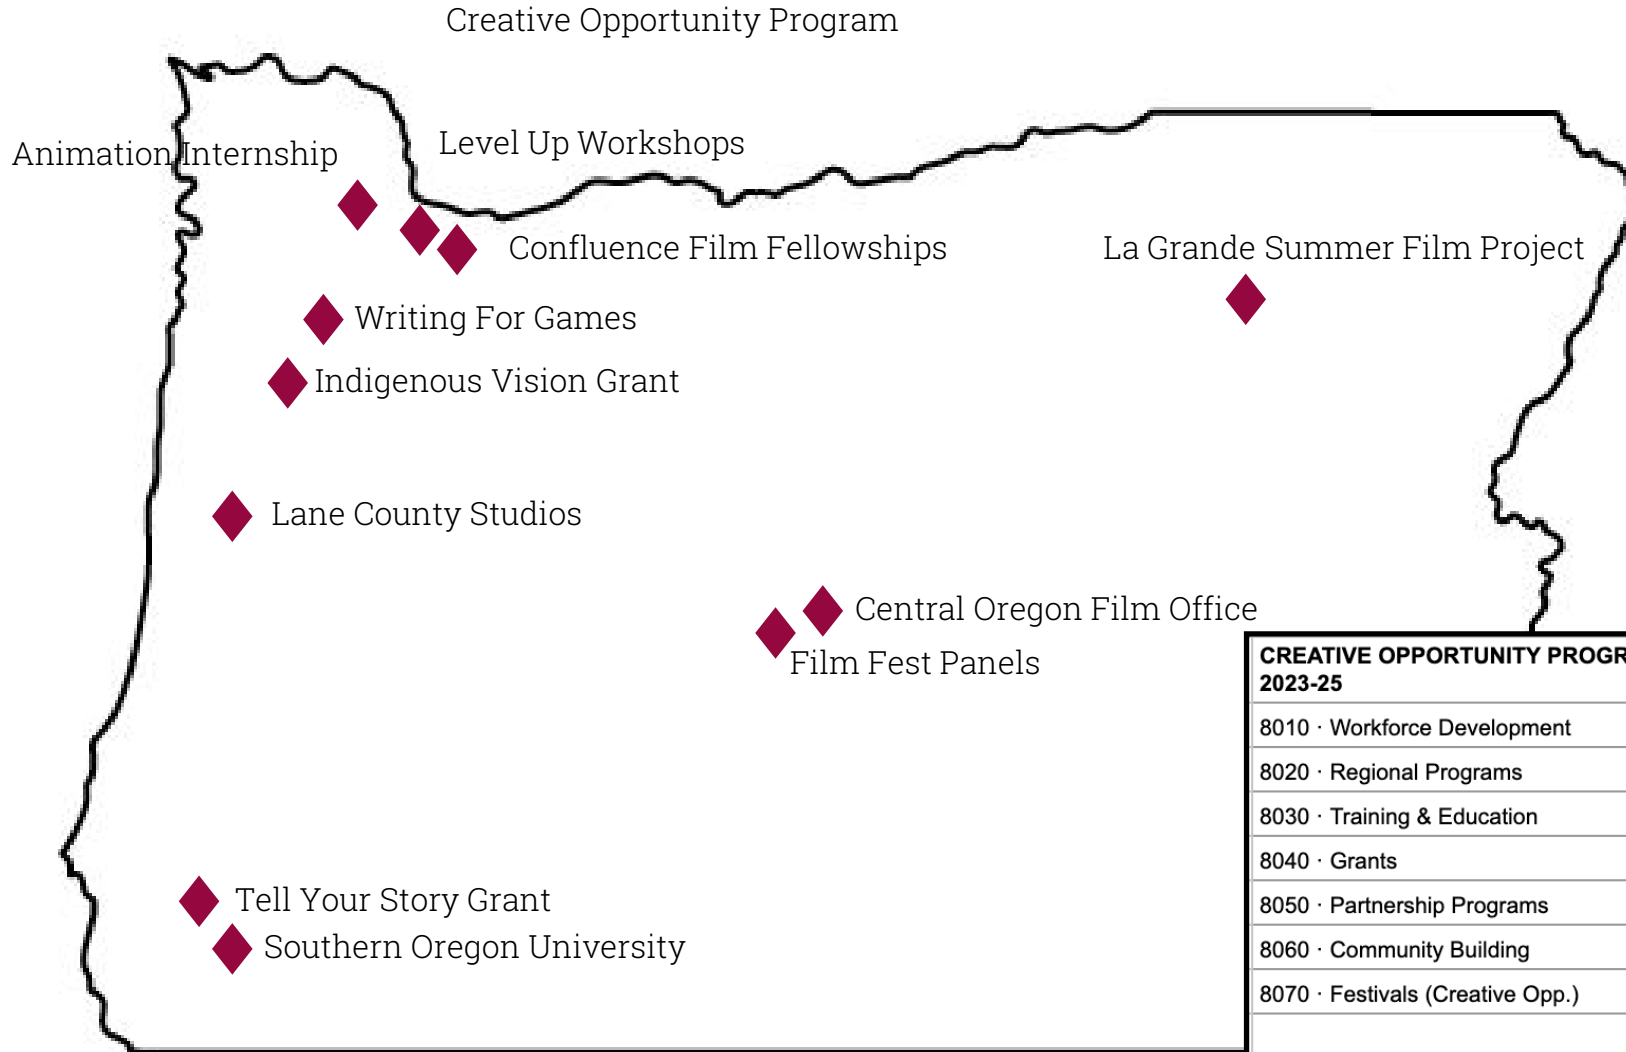 Creative Opportunity Program
Level Up Workshops
Animation Internship
Confluence Film Fellowships
La Grande Summer Film Project
Writing For Games
Indigenous Vision Grant
Lane County Studios
Central Oregon Film Office
Film Fest Panels
Tell Your Story Grant
Southern Oregon University
CREATIVE OPPORTUNITY PROGR
2023-25
8010 · Workforce Development
8020 · Regional Programs
8030 · Training & Education
8040 · Grants
8050 · Partnership Programs
8060 · Community Building
8070 · Festivals (Creative Opp.)